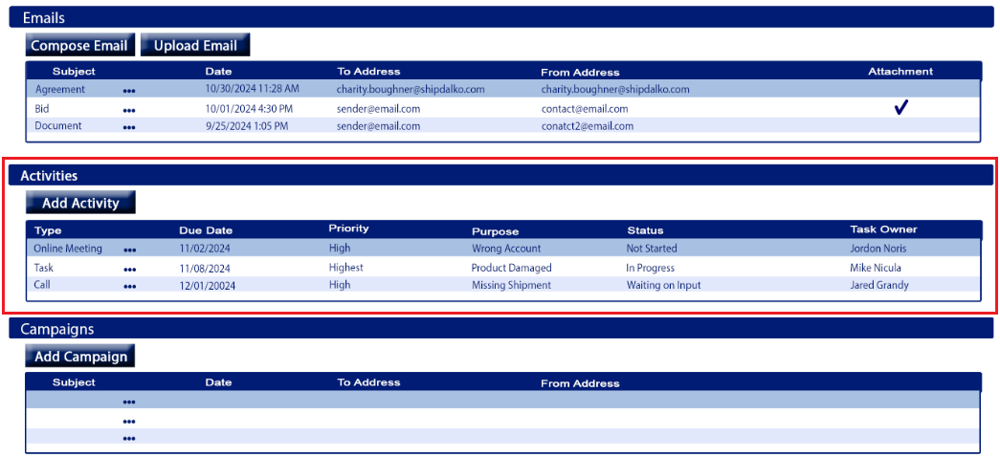 Emails
Compose Email Upload Email
Subject Date To Address From Address Attachment
Agreement ••• 10/30/2024 11:28 AM charity.boughner@shipdalko.com charity.boughner@shipdalko.com
Bid ••• 10/01/2024 4:30 PM sender@email.com contact@email.com ✔
Document ••• 9/25/2024 1:05 PM sender@email.com conatct2@email.com
Activities
Add Activity
Type Due Date Priority Purpose Status Task Owner
Online Meeting ••• 11/02/2024 High Wrong Account Not Started Jordon Noris
Task ••• 11/08/2024 Highest Product Damaged In Progress Mike Nicula
Call ••• 12/01/20024 High Missing Shipment Waiting on Input Jared Grandy
Campaigns
Add Campaign
Subject Date To Address From Address
•••
•••
•••